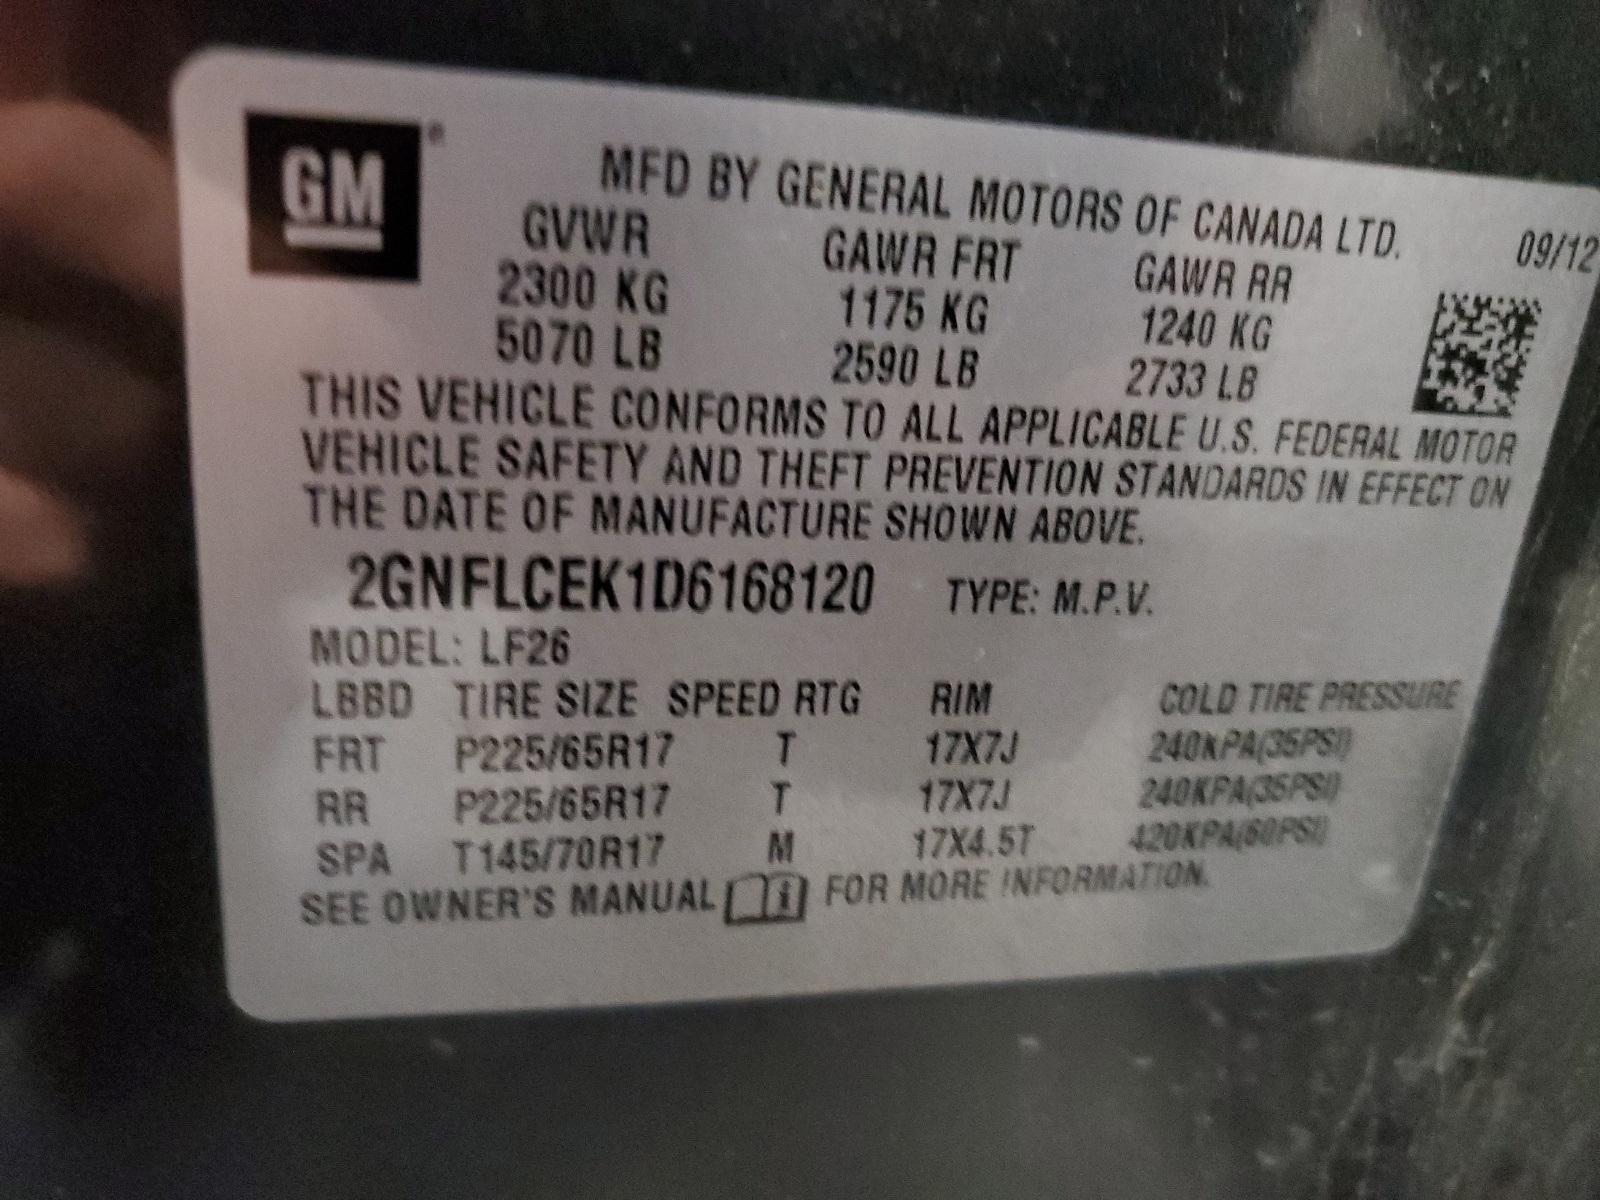 GM®
MFD BY GENERAL MOTORS OF CANADA LTD. 09/12
GVWR GAWR FRT GAWR RR
2300 KG 1175 KG 1240 KG
5070 LB 2590 LB 2733 LB
THIS VEHICLE CONFORMS TO ALL APPLICABLE U.S. FEDERAL MOTOR
VEHICLE SAFETY AND THEFT PREVENTION STANDARDS IN EFFECT ON
THE DATE OF MANUFACTURE SHOWN ABOVE.
2GNFLCEK1D6168120 TYPE: M.P.V.
MODEL: LF26
LBBD TIRE SIZE SPEED RTG RIM COLD TIRE PRESSURE
FRT P225/65R17 T 17X7J 240KPA(35PSI)
RR P225/65R17 T 17X7J 240KPA(35PSI)
SPA T145/70R17 M 17X4.5T 420KPA(60PSI)
SEE OWNER'S MANUAL i FOR MORE INFORMATION.